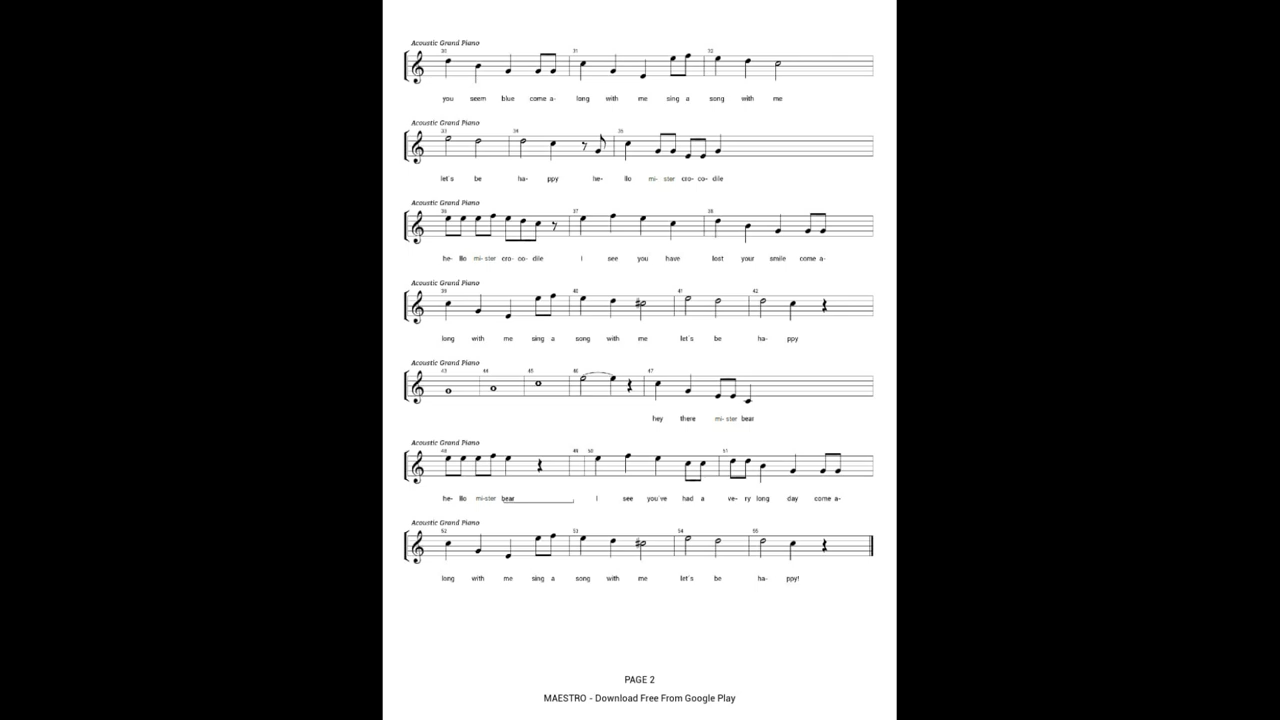 Acoustic Grand Piano
30 31 32
you seem blue come a- long with me sing a song with me
Acoustic Grand Piano
33 34 35
let's be ha- ppy he- llo mi- ster cro- co- dile
Acoustic Grand Piano
36 37 38
he- llo mi- ster cro- co- dile I see you have lost your smile come a-
Acoustic Grand Piano
39 40 41 42
long with me sing a song with me let's be ha- ppy
Acoustic Grand Piano
43 44 45 46 47
hey there mi- ster bear
Acoustic Grand Piano
48 49 50 51
he- llo mi- ster bear I see you've had a ve- ry long day come a-
Acoustic Grand Piano
52 53 54 55
long with me sing a song with me let's be ha- ppy!
PAGE 2
MAESTRO - Download Free From Google Play